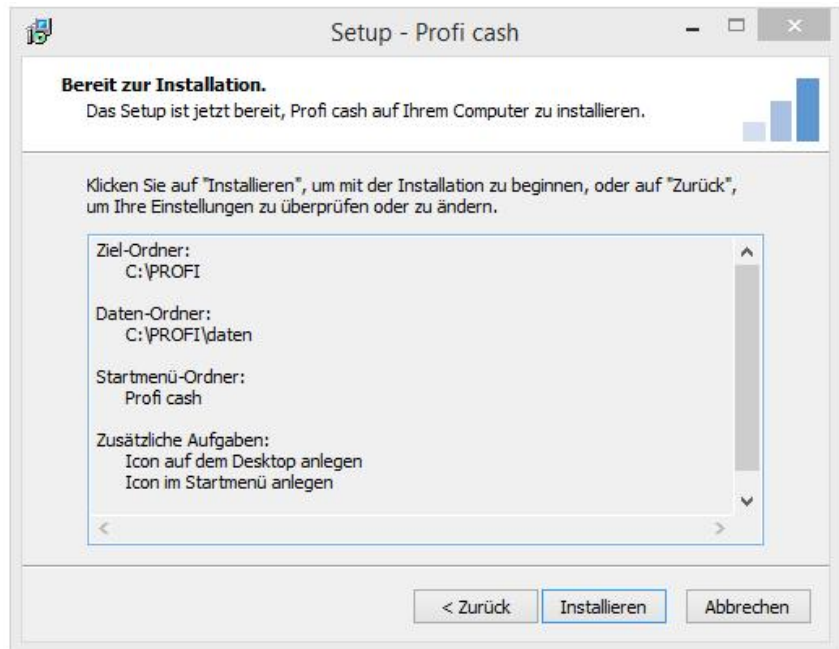 Setup - Profi cash
Bereit zur Installation.
Das Setup ist jetzt bereit, Profi cash auf Ihrem Computer zu installieren.
Klicken Sie auf "Installieren", um mit der Installation zu beginnen, oder auf "Zurück",
um Ihre Einstellungen zu überprüfen oder zu ändern.
Ziel-Ordner:
C:\PROFI
Daten-Ordner:
C:\PROFI\daten
Startmenü-Ordner:
Profi cash
Zusätzliche Aufgaben:
Icon auf dem Desktop anlegen
Icon im Startmenü anlegen
< Zurück Installieren Abbrechen